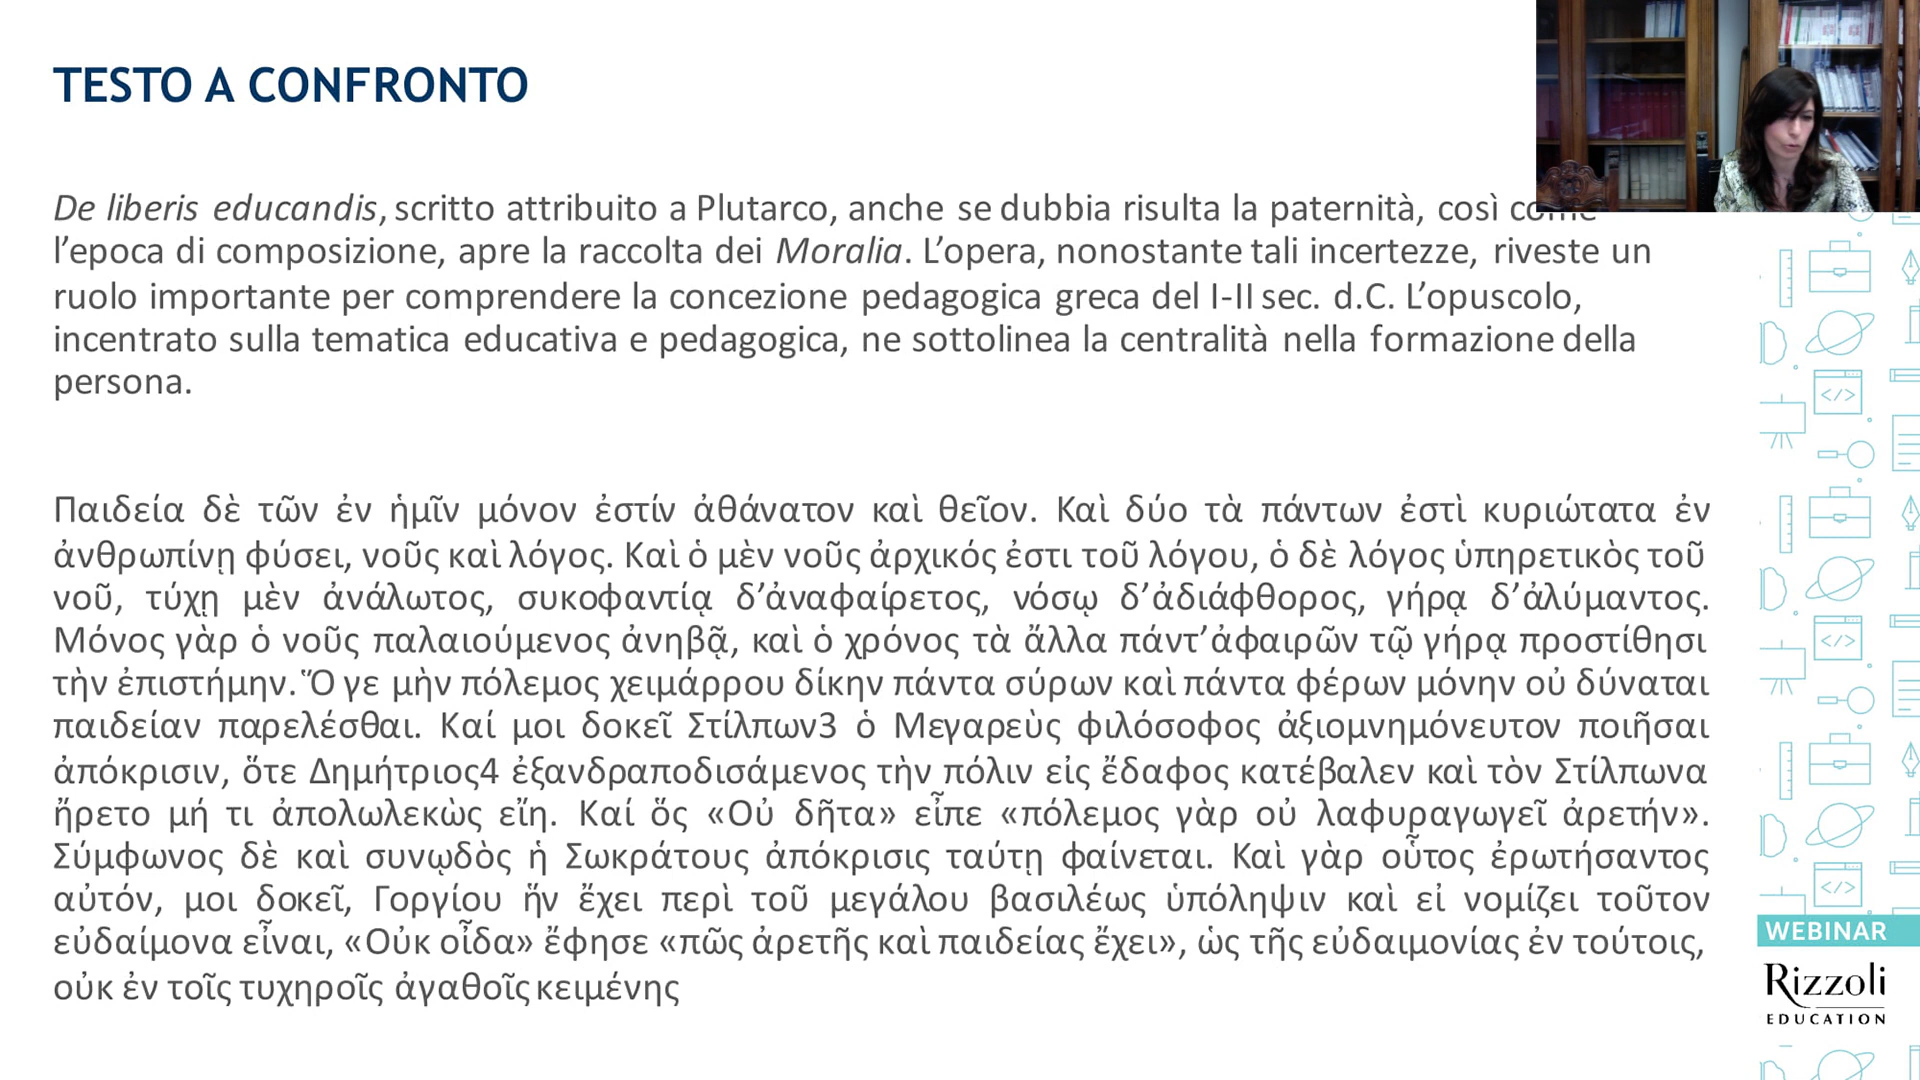 TESTO A CONFRONTO
De liberis educandis, scritto attribuito a Plutarco, anche se dubbia risulta la paternità, così come
l’epoca di composizione, apre la raccolta dei Moralia. L’opera, nonostante tali incertezze, riveste un
ruolo importante per comprendere la concezione pedagogica greca del I-II sec. d.C. L’opuscolo,
incentrato sulla tematica educativa e pedagogica, ne sottolinea la centralità nella formazione della
persona.
Παιδεία δὲ τῶν ἐν ἡμῖν μόνον ἐστίν ἀθάνατον καὶ θεῖον. Καὶ δύο τὰ πάντων ἐστὶ κυριώτατα ἐν
ἀνθρωπίνῃ φύσει, νοῦς καὶ λόγος. Καὶ ὁ μὲν νοῦς ἀρχικός ἐστι τοῦ λόγου, ὁ δὲ λόγος ὑπηρετικὸς τοῦ
νοῦ, τύχῃ μὲν ἀνάλωτος, συκοφαντίᾳ δ’ἀναφαίρετος, νόσῳ δ’ἀδιάφθορος, γήρᾳ δ’ἀλύμαντος.
Μόνος γὰρ ὁ νοῦς παλαιούμενος ἀνηβᾷ, καὶ ὁ χρόνος τὰ ἄλλα πάντ’ἀφαιρῶν τῷ γήρᾳ προστίθησι
τὴν ἐπιστήμην. Ὅ γε μὴν πόλεμος χειμάρρου δίκην πάντα σύρων καὶ πάντα φέρων μόνην οὐ δύναται
παιδείαν παρελέσθαι. Καί μοι δοκεῖ Στίλπων3 ὁ Μεγαρεὺς φιλόσοφος ἀξιομνημόνευτον ποιῆσαι
ἀπόκρισιν, ὅτε Δημήτριος4 ἐξανδραποδισάμενος τὴν πόλιν εἰς ἔδαφος κατέβαλεν καὶ τὸν Στίλπωνα
ἤρετο μή τι ἀπολωλεκὼς εἴη. Καί ὅς «Οὐ δῆτα» εἶπε «πόλεμος γὰρ οὐ λαφυραγωγεῖ ἀρετήν».
Σύμφωνος δὲ καὶ συνῳδὸς ἡ Σωκράτους ἀπόκρισις ταύτῃ φαίνεται. Καὶ γὰρ οὗτος ἐρωτήσαντος
αὐτόν, μοι δοκεῖ, Γοργίου ἥν ἔχει περὶ τοῦ μεγάλου βασιλέως ὑπόληψιν καὶ εἰ νομίζει τοῦτον
εὐδαίμονα εἶναι, «Οὐκ οἶδα» ἔφησε «πῶς ἀρετῆς καὶ παιδείας ἔχει», ὡς τῆς εὐδαιμονίας ἐν τούτοις,
οὐκ ἐν τοῖς τυχηροῖς ἀγαθοῖς κειμένης
WEBINAR
Rizzoli
EDUCATION